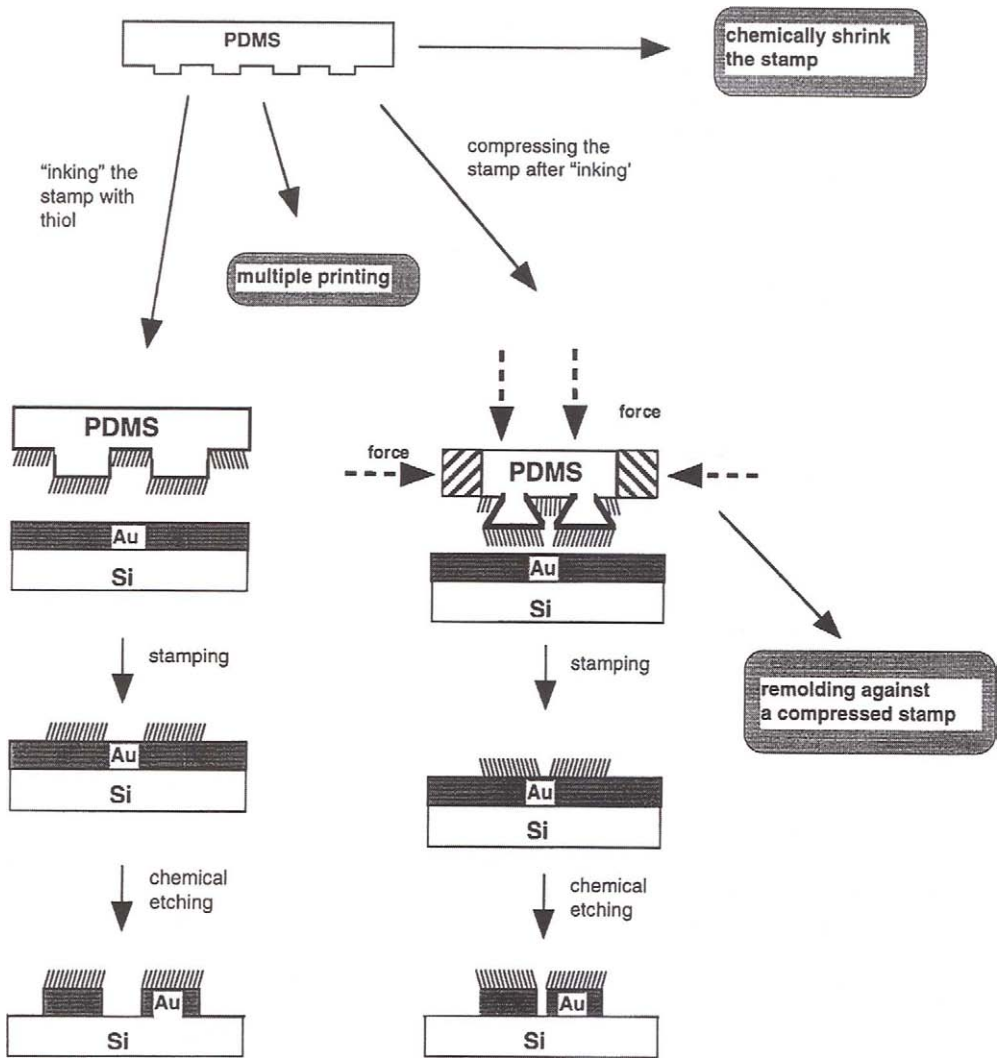 PDMS
chemically shrink
the stamp
"inking" the
stamp with
thiol
multiple printing
compressing the
stamp after "inking'
PDMS
Au
Si
stamping
Au
Si
chemical
etching
Au
Si
force
force
PDMS
Au
Si
stamping
remolding against
a compressed stamp
Au
Si
chemical
etching
Au
Si